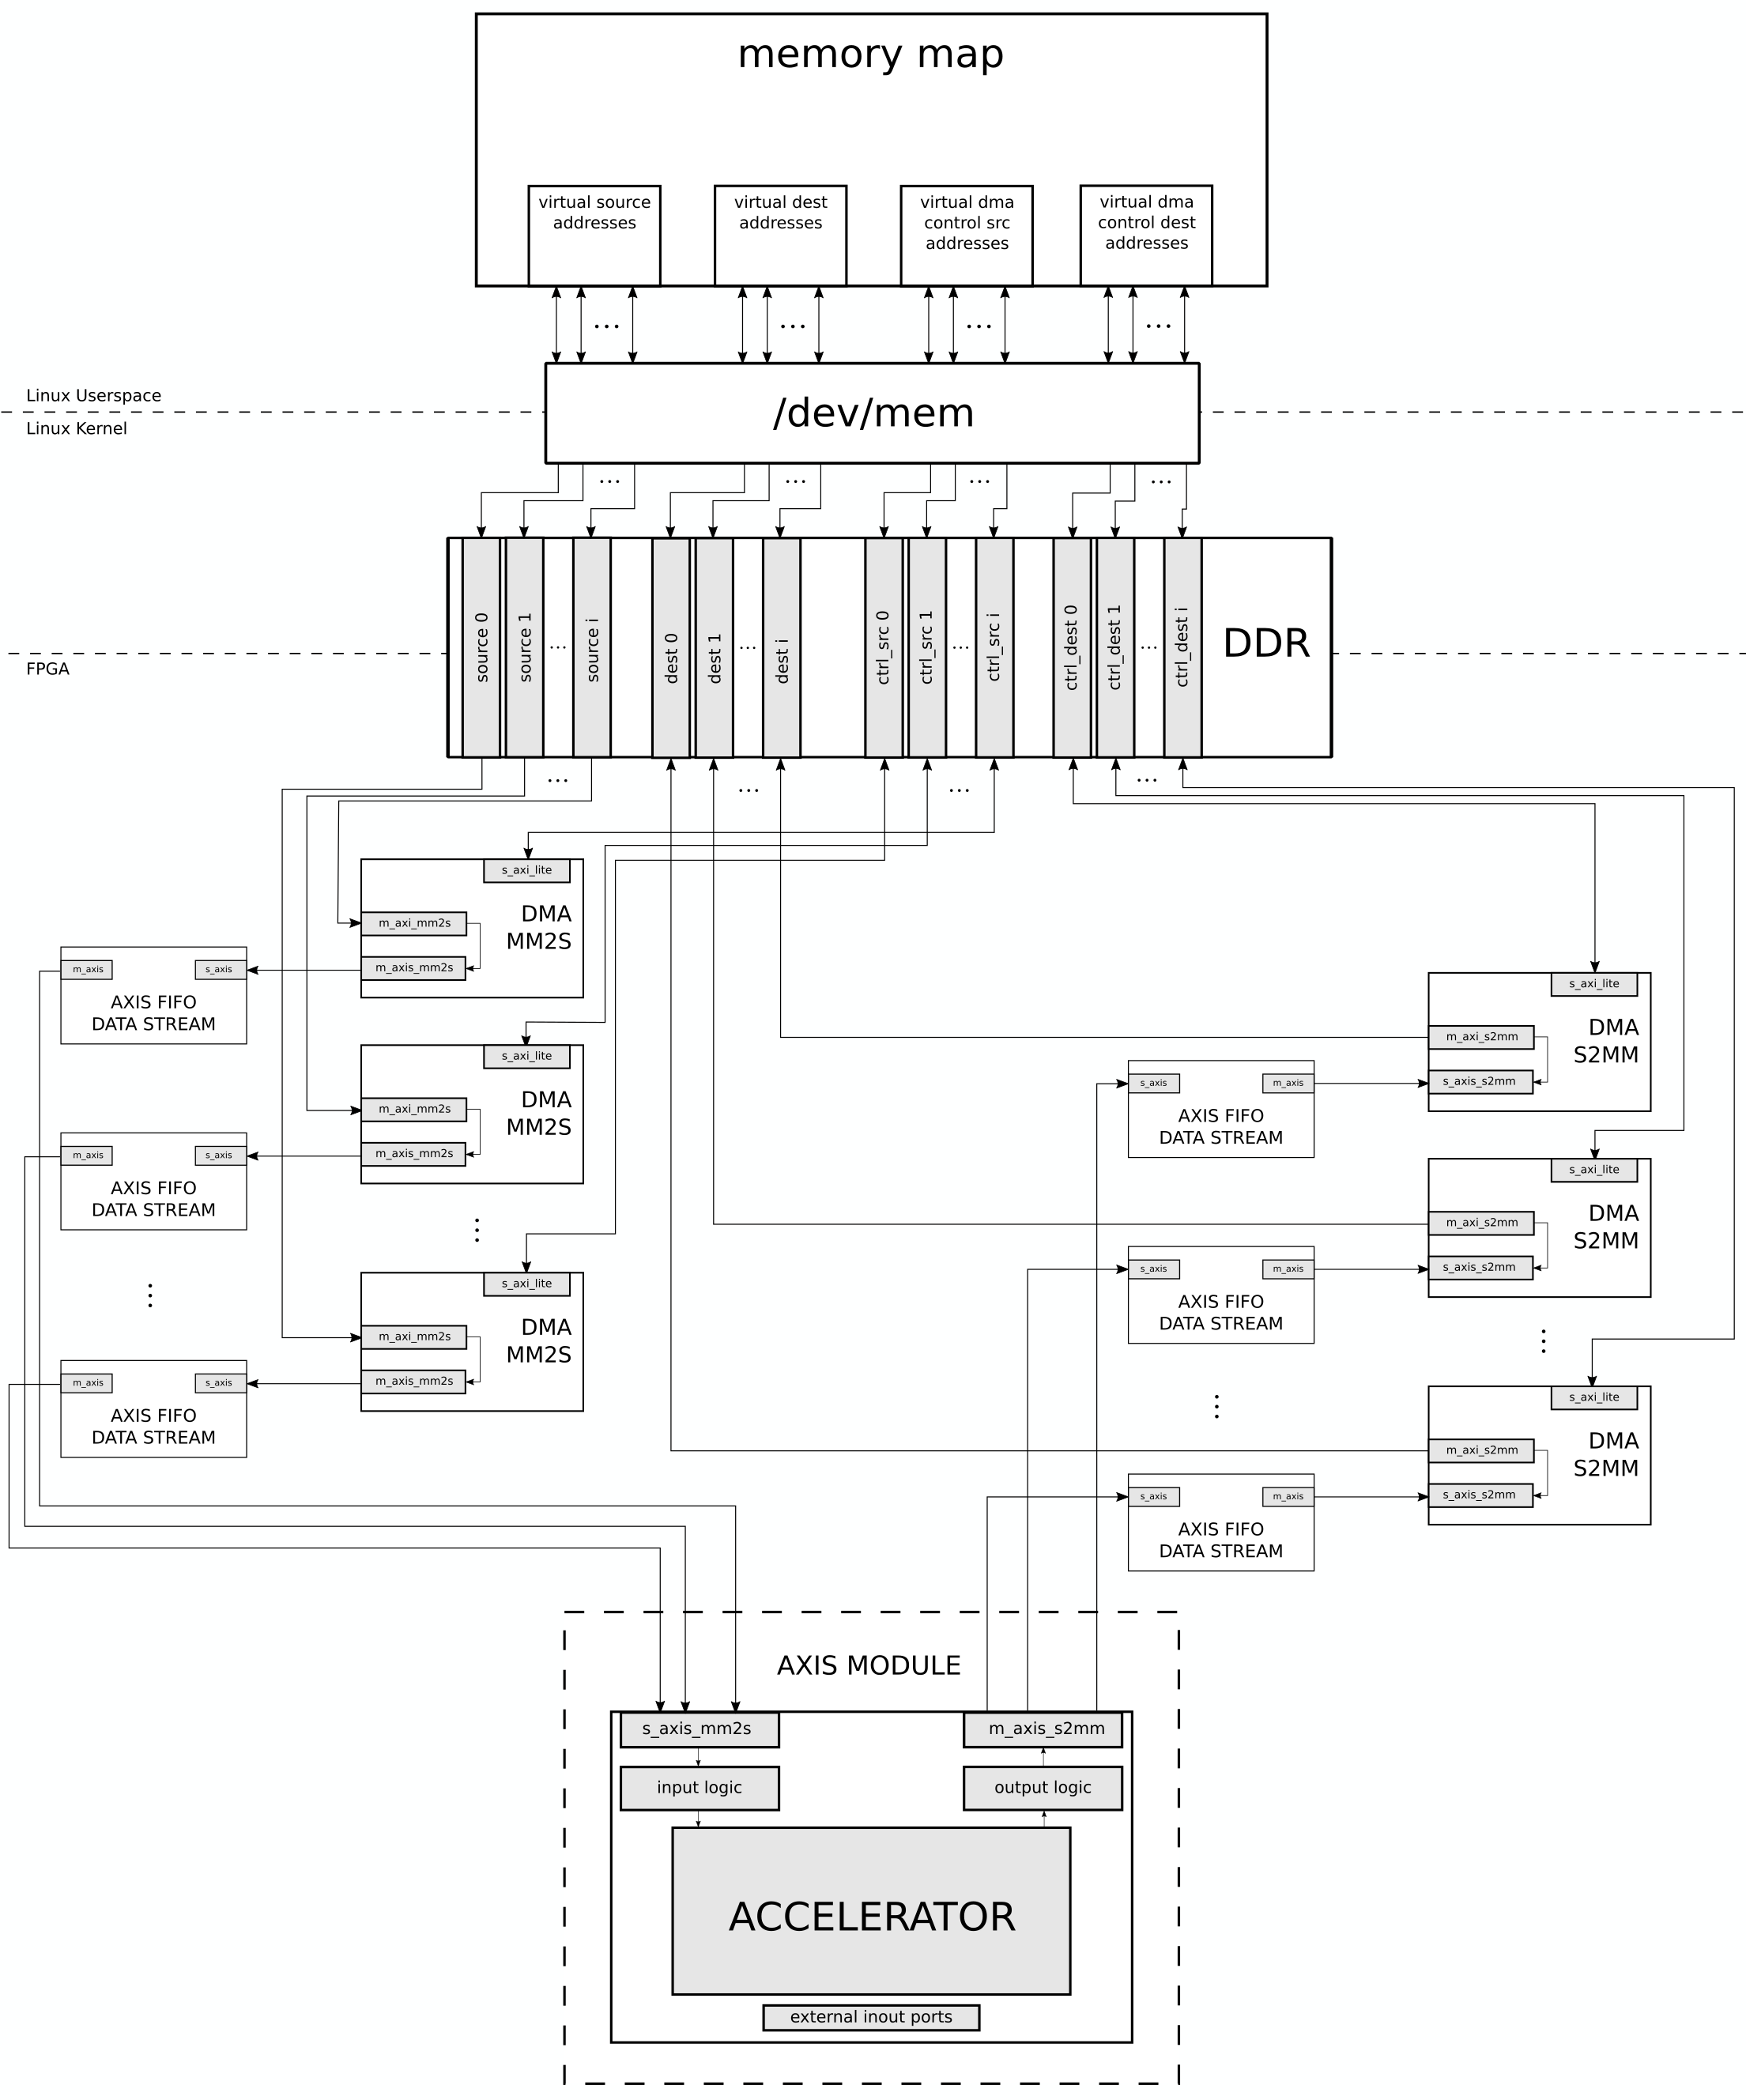 memory map
virtual source
addresses
virtual dest
addresses
virtual dma
control src
addresses
virtual dma
control dest
addresses
...
...
...
...
Linux Userspace
Linux Kernel
/dev/mem
...
...
...
...
FPGA
source 0
source 1
...
source i
dest 0
dest 1
...
dest i
ctrl_src 0
ctrl_src 1
...
ctrl_src i
ctrl_dest 0
ctrl_dest 1
...
ctrl_dest i
DDR
...
...
...
...
s_axi_lite
DMA
MM2S
m_axi_mm2s
m_axis_mm2s
m_axis
s_axis
AXIS FIFO
DATA STREAM
s_axi_lite
DMA
MM2S
m_axi_mm2s
m_axis_mm2s
m_axis
s_axis
AXIS FIFO
DATA STREAM
...
...
s_axi_lite
DMA
MM2S
m_axi_mm2s
m_axis_mm2s
m_axis
s_axis
AXIS FIFO
DATA STREAM
s_axi_lite
DMA
S2MM
m_axi_s2mm
s_axis_s2mm
s_axis
m_axis
AXIS FIFO
DATA STREAM
s_axi_lite
DMA
S2MM
m_axi_s2mm
s_axis_s2mm
s_axis
m_axis
AXIS FIFO
DATA STREAM
...
...
s_axi_lite
DMA
S2MM
m_axi_s2mm
s_axis_s2mm
s_axis
m_axis
AXIS FIFO
DATA STREAM
AXIS MODULE
s_axis_mm2s
m_axis_s2mm
input logic
output logic
ACCELERATOR
external inout ports